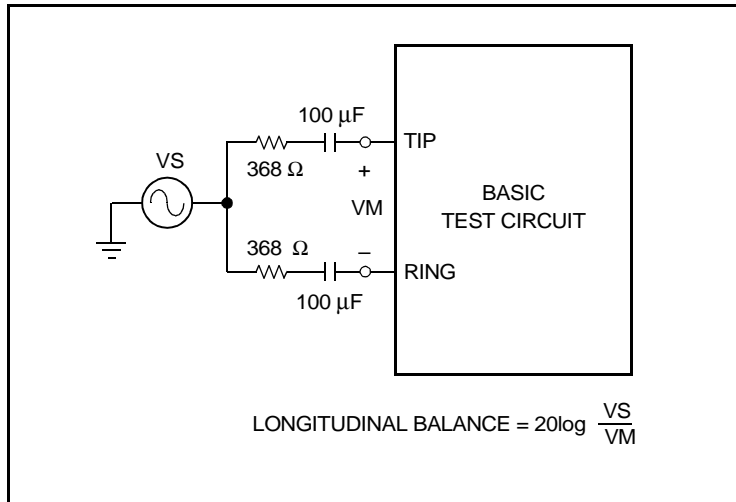 100 μF
TIP
VS
368 Ω
+
BASIC
TEST CIRCUIT
VM
368 Ω
–
RING
100 μF
LONGITUDINAL BALANCE = 20log VS/VM